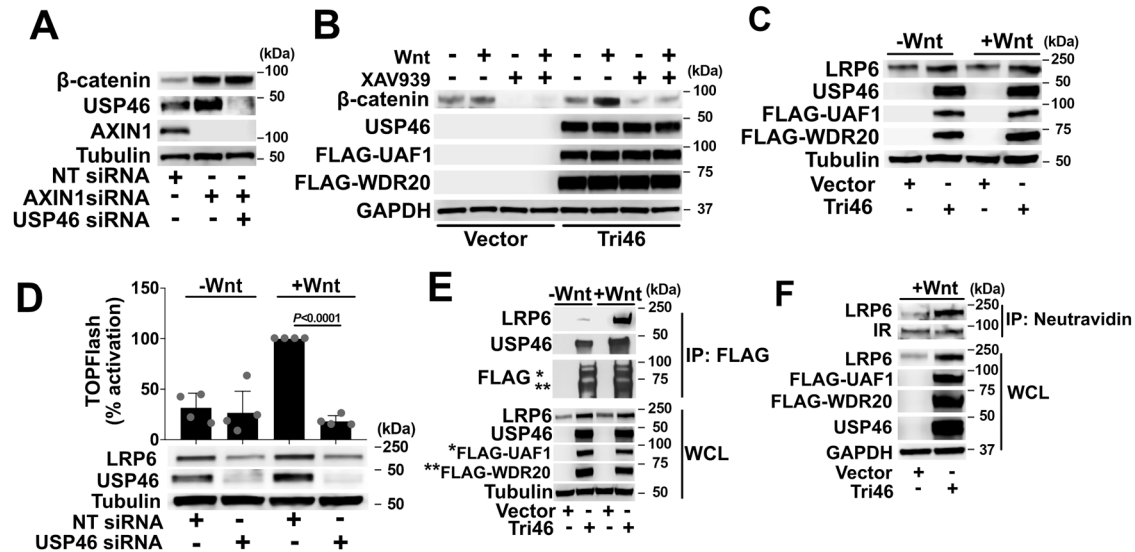 A
(kDa)
β-catenin
100
USP46
50
AXIN1
100
Tubulin
50
NT siRNA + - -
AXIN1siRNA - + +
USP46 siRNA - - +
B
Wnt - + - + - + - +
XAV939 - - + + - - + +
(kDa)
β-catenin
100
USP46
50
FLAG-UAF1
100
FLAG-WDR20
75
GAPDH
37
Vector Tri46
C
-Wnt +Wnt
(kDa)
LRP6
250
USP46
50
FLAG-UAF1
100
FLAG-WDR20
75
Tubulin
50
Vector + - + -
Tri46 - + - +
D
-Wnt +Wnt
P<0.0001
TOPFlash
(% activation)
150
100
50
0
(kDa)
LRP6
250
USP46
50
Tubulin
50
NT siRNA + - + -
USP46 siRNA - + - +
E
-Wnt +Wnt
(kDa)
LRP6
250
USP46
50
FLAG * **
100
75
IP: FLAG
LRP6
250
USP46
50
*FLAG-UAF1
100
**FLAG-WDR20
75
Tubulin
50
WCL
Vector + - + -
Tri46 - + - +
F
+Wnt
(kDa)
LRP6
250
IR
100
IP: Neutravidin
LRP6
250
FLAG-UAF1
100
FLAG-WDR20
75
USP46
50
GAPDH
37
WCL
Vector + -
Tri46 - +